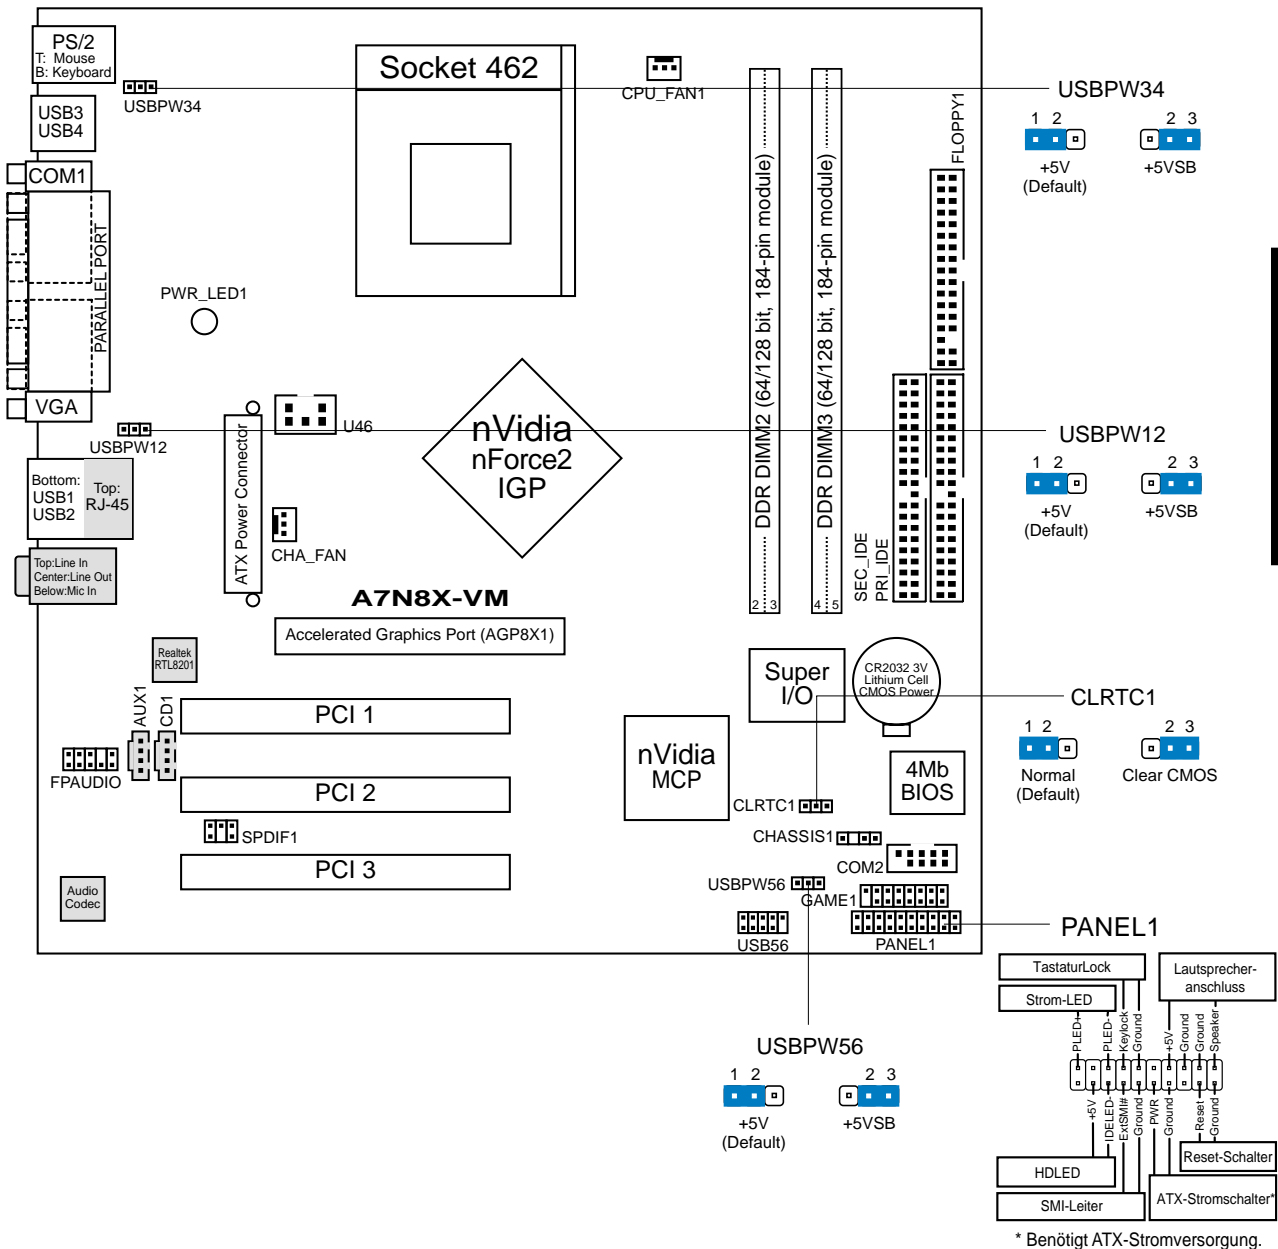 PS/2
T: Mouse
B: Keyboard
USBPW34
USB3
USB4
COM1
PARALLEL PORT
VGA
USBPW12
Bottom:
USB1
USB2
Top:
RJ-45
Top:Line In
Center:Line Out
Below:Mic In
Socket 462
CPU_FAN1
PWR_LED1
U46
ATX Power Connector
CHA_FAN
nVidia
nForce2
IGP
DDR DIMM2 (64/128 bit, 184-pin module)
2 3
DDR DIMM3 (64/128 bit, 184-pin module)
4 5
FLOPPY1
SEC_IDE
PRI_IDE
A7N8X-VM
Accelerated Graphics Port (AGP8X1)
Realtek
RTL8201
AUX1
CD1
FPAUDIO
PCI 1
PCI 2
SPDIF1
PCI 3
Audio
Codec
Super
I/O
CR2032 3V
Lithium Cell
CMOS Power
nVidia
MCP
4Mb
BIOS
CLRTC1
CHASSIS1
COM2
USBPW56
GAME1
USB56
PANEL1
USBPW34
1 2
2 3
+5V
(Default)
+5VSB
USBPW12
1 2
2 3
+5V
(Default)
+5VSB
CLRTC1
1 2
2 3
Normal
(Default)
Clear CMOS
PANEL1
TastaturLock
Strom-LED
Lautsprecher-
anschluss
PLED+
PLED-
Keylock
Ground
+5V
Ground
Ground
Speaker
+5V
IDELED-
ExtSMI#
Ground
PWR
Ground
Reset
Ground
Reset-Schalter
HDLED
SMI-Leiter
ATX-Stromschalter*
* Benötigt ATX-Stromversorgung.
USBPW56
1 2
2 3
+5V
(Default)
+5VSB